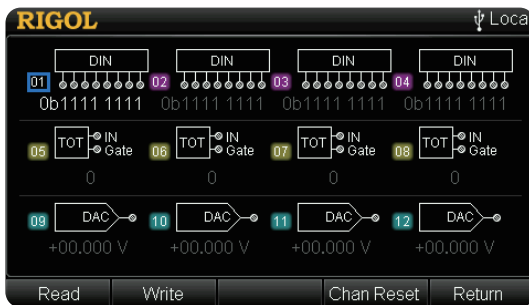 RIGOL Loca
DIN DIN DIN DIN
01 02 03 04
0b1111 1111 0b1111 1111 0b1111 1111 0b1111 1111
05 TOT IN Gate 06 TOT IN Gate 07 TOT IN Gate 08 TOT IN Gate
0 0 0 0
09 DAC 10 DAC 11 DAC 12 DAC
+00.000 V +00.000 V +00.000 V +00.000 V
Read Write Chan Reset Return